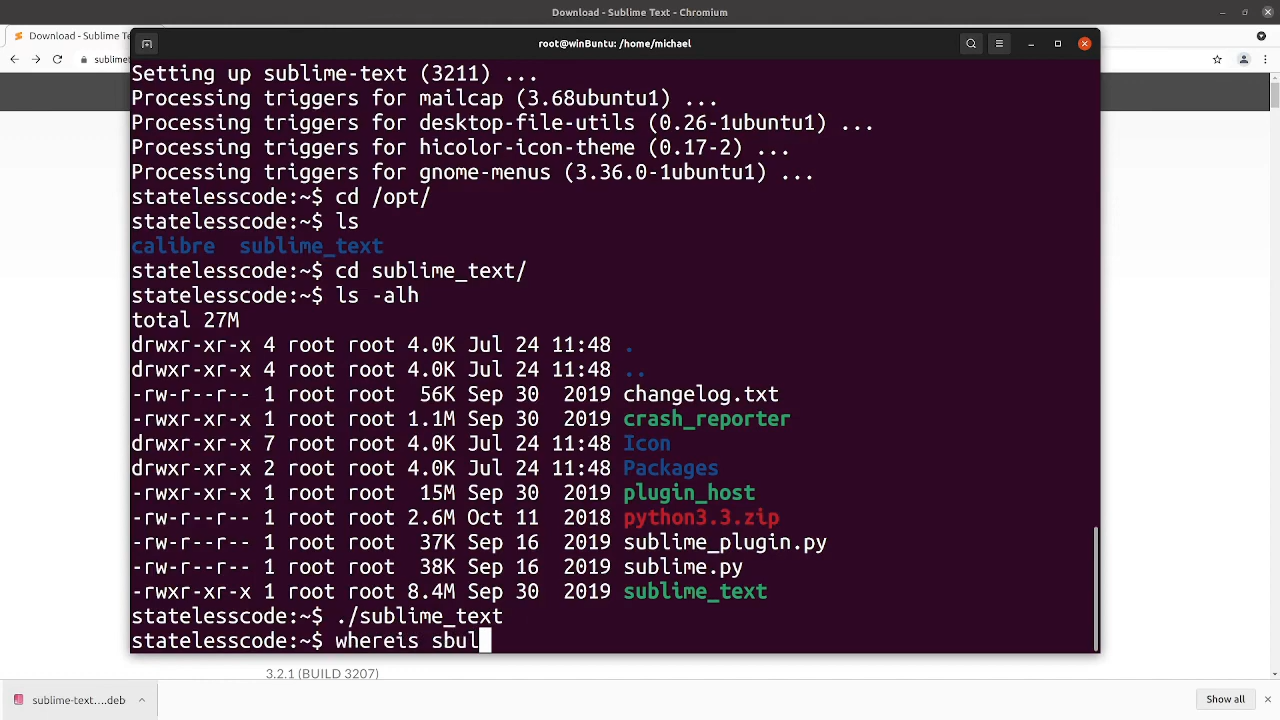 Download - Sublime Text - Chromium
Download - Sublime T
sublimet
root@winBuntu: /home/michael
Setting up sublime-text (3211) ...
Processing triggers for mailcap (3.68ubuntu1) ...
Processing triggers for desktop-file-utils (0.26-1ubuntu1) ...
Processing triggers for hicolor-icon-theme (0.17-2) ...
Processing triggers for gnome-menus (3.36.0-1ubuntu1) ...
statelesscode:~$ cd /opt/
statelesscode:~$ ls
calibre sublime_text
statelesscode:~$ cd sublime_text/
statelesscode:~$ ls -alh
total 27M
drwxr-xr-x 4 root root 4.0K Jul 24 11:48 .
drwxr-xr-x 4 root root 4.0K Jul 24 11:48 ..
-rw-r--r-- 1 root root 56K Sep 30 2019 changelog.txt
-rwxr-xr-x 1 root root 1.1M Sep 30 2019 crash_reporter
drwxr-xr-x 7 root root 4.0K Jul 24 11:48 Icon
drwxr-xr-x 2 root root 4.0K Jul 24 11:48 Packages
-rwxr-xr-x 1 root root 15M Sep 30 2019 plugin_host
-rw-r--r-- 1 root root 2.6M Oct 11 2018 python3.3.zip
-rw-r--r-- 1 root root 37K Sep 16 2019 sublime_plugin.py
-rw-r--r-- 1 root root 38K Sep 16 2019 sublime.py
-rwxr-xr-x 1 root root 8.4M Sep 30 2019 sublime_text
statelesscode:~$ ./sublime_text
statelesscode:~$ whereis sbul
3.2.1 (BUILD 3207)
sublime-text....deb
Show all